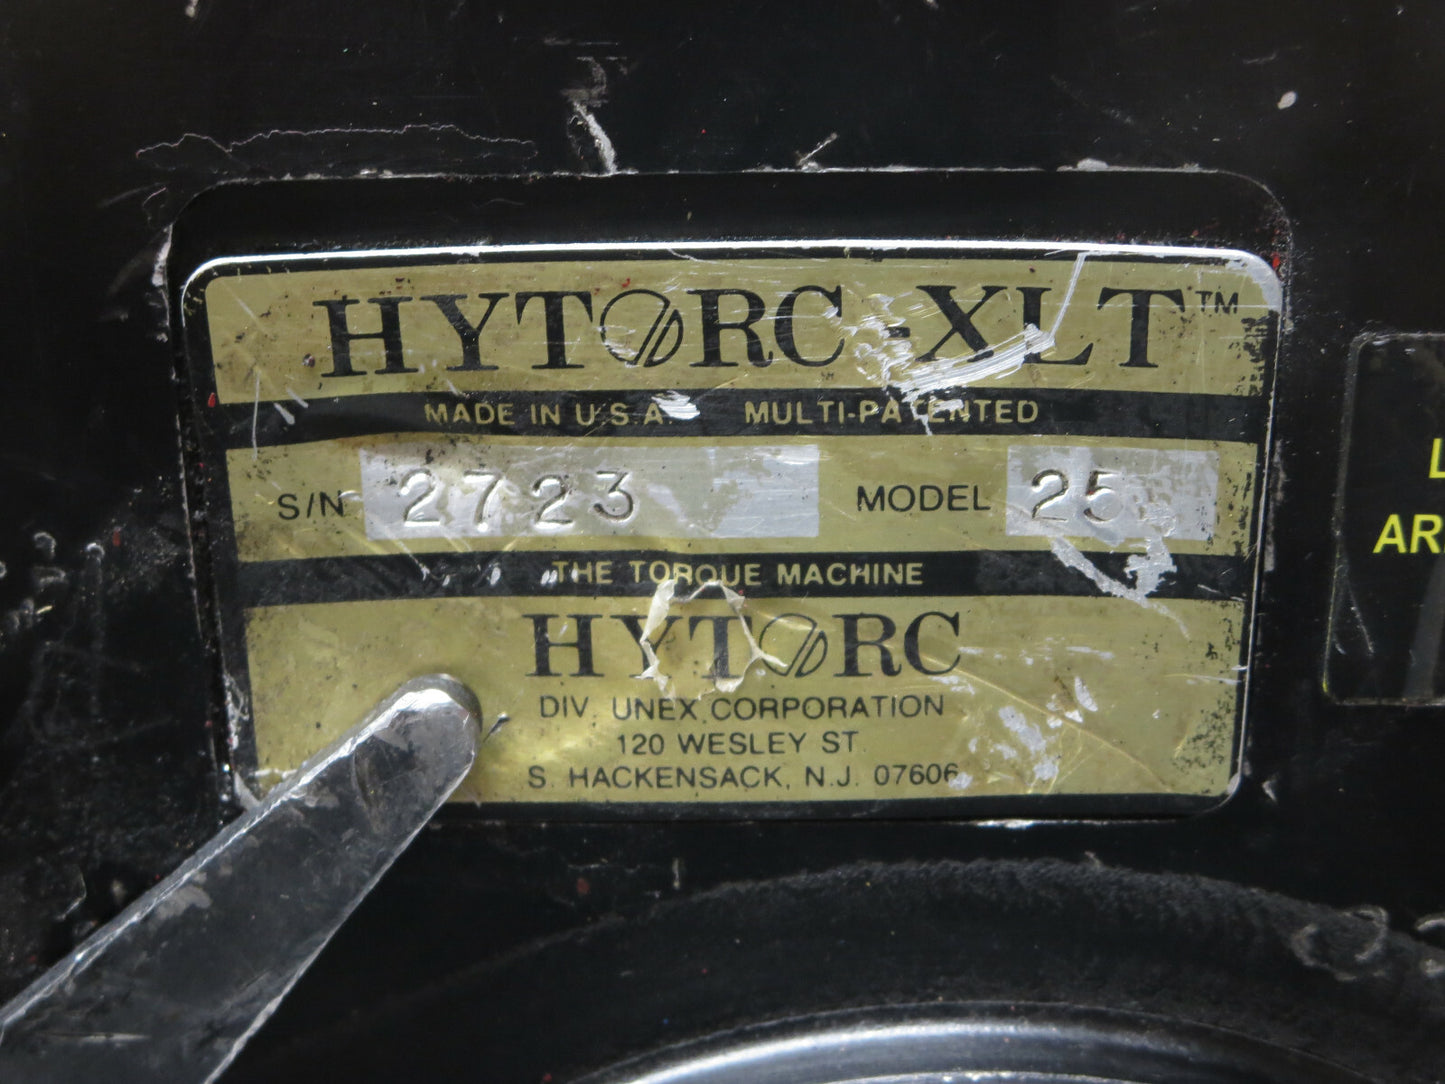 HYTORC-XLT™
MADE IN U.S.A. MULTI-PATENTED
S/N 2723 MODEL 25
THE TORQUE MACHINE
HYTORC
DIV. UNEX CORPORATION
120 WESLEY ST.
S. HACKENSACK, N.J. 07606